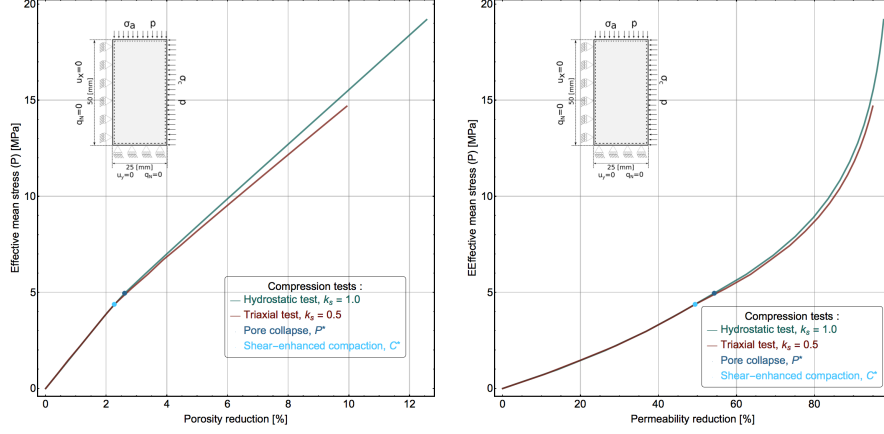 σa p
uX=0
50 [mm]
qN=0
σc
p
25 [mm]
uy=0 qN=0
Effective mean stress (P) [MPa]
20
15
10
5
0
Compression tests :
Hydrostatic test, ks = 1.0
Triaxial test, ks = 0.5
Pore collapse, P*
Shear-enhanced compaction, C*
0 2 4 6 8 10 12
Porosity reduction [%]
σa p
uX=0
50 [mm]
qN=0
σc
p
25 [mm]
uy=0 qN=0
EEffective mean stress (P) [MPa]
20
15
10
5
0
Compression tests :
Hydrostatic test, ks = 1.0
Triaxial test, ks = 0.5
Pore collapse, P*
Shear-enhanced compaction, C*
0 20 40 60 80
Permeability reduction [%]